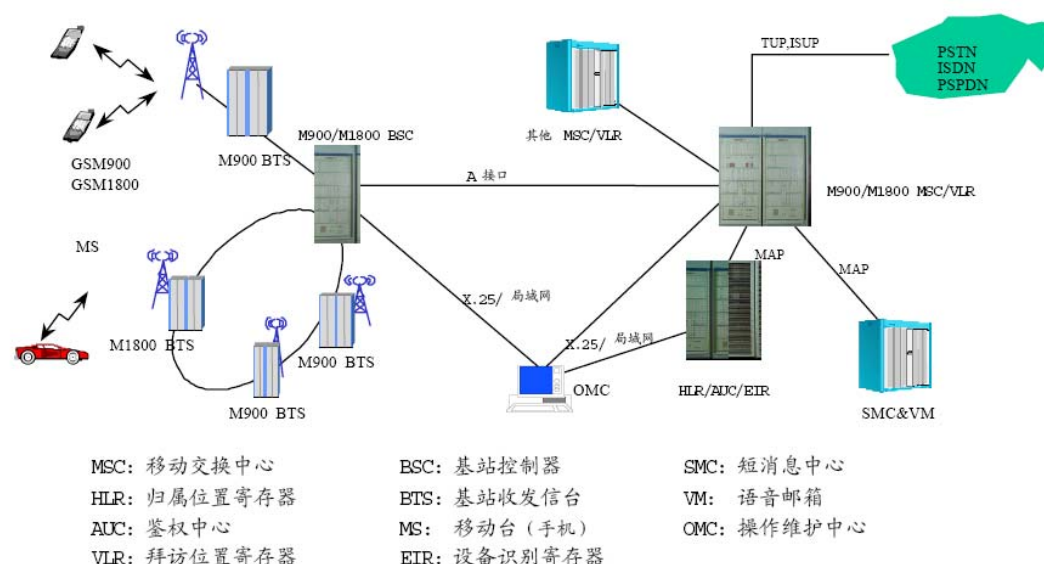 TUP,ISUP
PSTN
ISDN
PSPDN
其他 MSC/VLR
M900/M1800 BSC
M900 BTS
GSM900
GSM1800
A 接口
M900/M1800 MSC/VLR
MS
MAP
MAP
X.25/ 局域网
M1800 BTS
M900 BTS
X.25/ 局域网
OMC
HLR/AUC/EIR
M900 BTS
SMC&VM
MSC: 移动交换中心
BSC: 基站控制器
SMC: 短消息中心
HLR: 归属位置寄存器
BTS: 基站收发信台
VM: 语音邮箱
AUC: 鉴权中心
MS: 移动台（手机）
OMC: 操作维护中心
VLR: 拜访位置寄存器
EIR: 设备识别寄存器